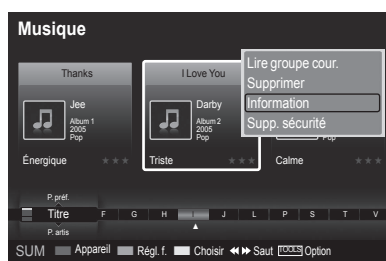 Musique
Lire groupe cour.
Supprimer
Information
Supp. sécurité
Thanks
I Love You
Jee
Album 1
2005
Pop
Darby
Album 2
2005
Pop
Pop
Énergique ★★★
Triste ★★★
Calme ★★★
P. préf.
Titre F G H I J L P S T V
P. artis
SUM Appareil Régl. f. Choisir ◄◄ ►► Saut TOOLS Option